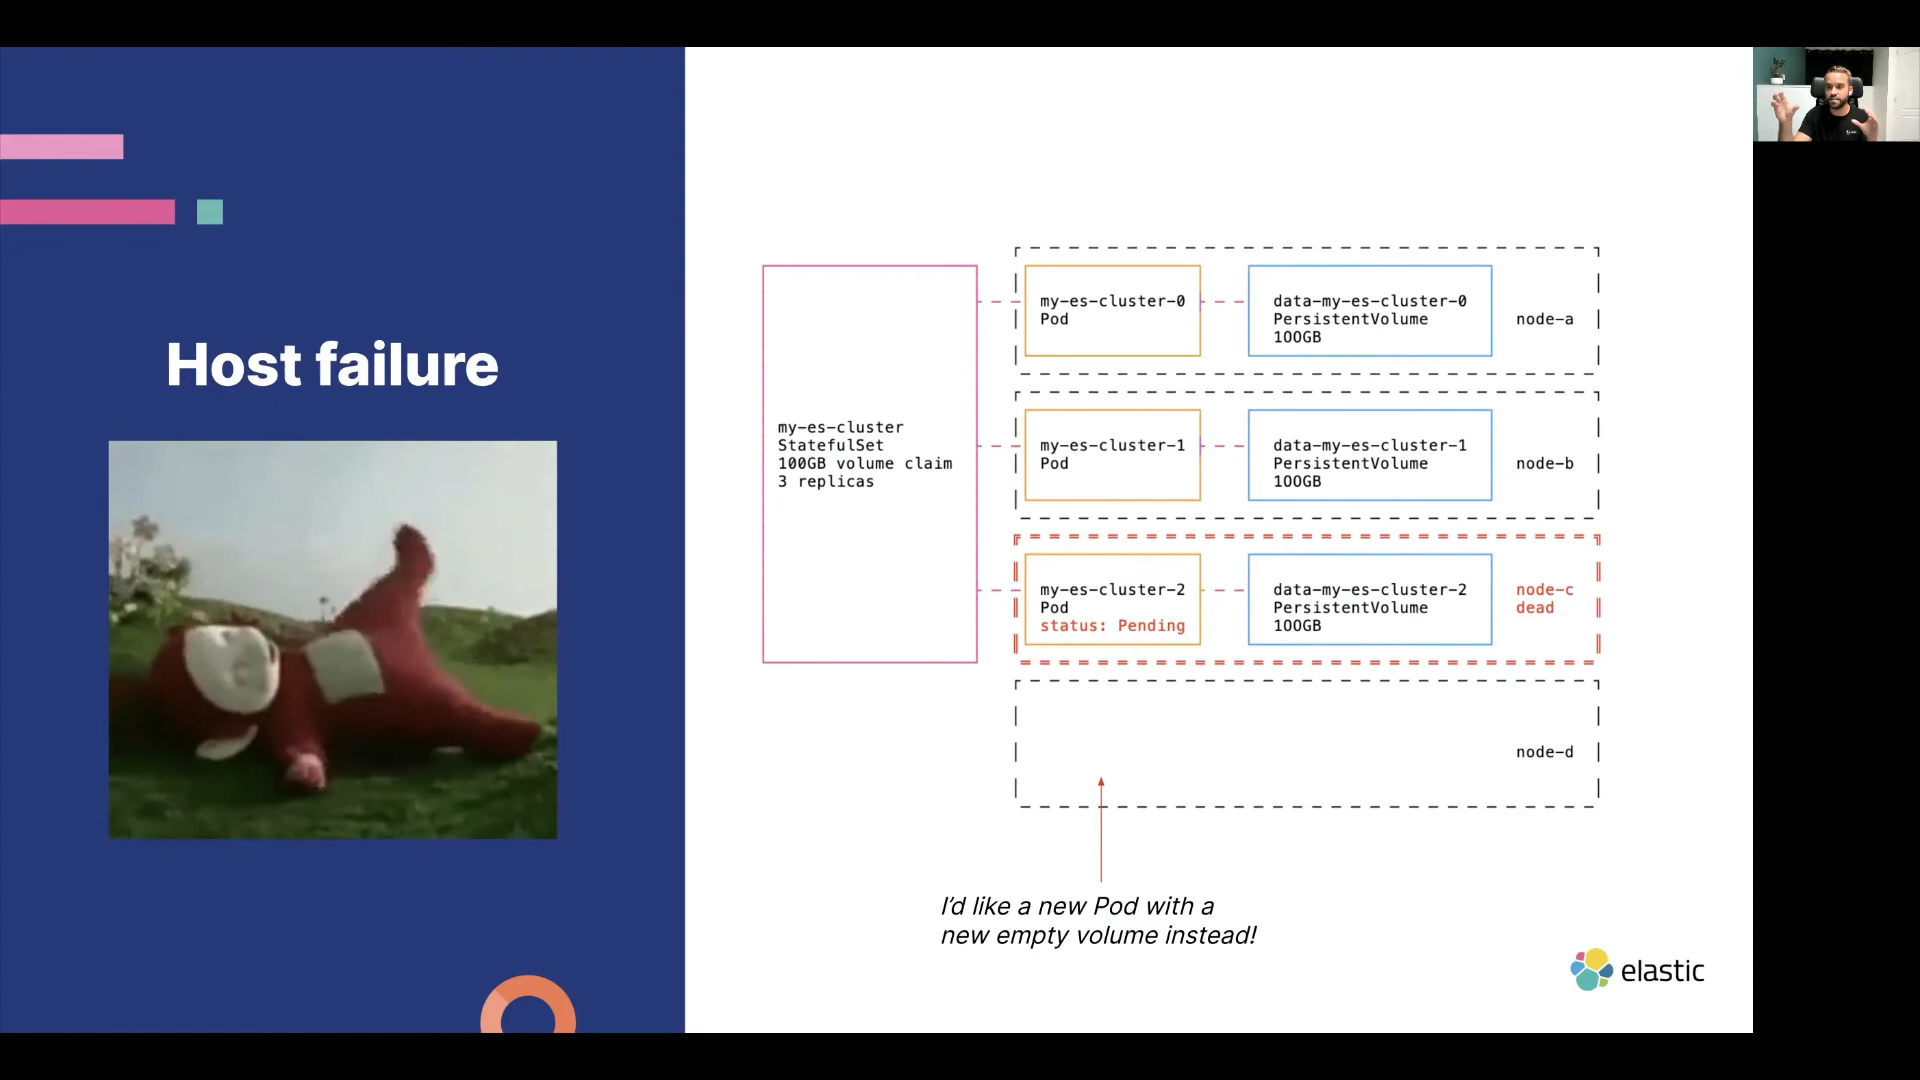 Host failure
my-es-cluster
StatefulSet
100GB volume claim
3 replicas
my-es-cluster-0
Pod
data-my-es-cluster-0
PersistentVolume
100GB
node-a
my-es-cluster-1
Pod
data-my-es-cluster-1
PersistentVolume
100GB
node-b
my-es-cluster-2
Pod
status: Pending
data-my-es-cluster-2
PersistentVolume
100GB
node-c
dead
node-d
I'd like a new Pod with a
new empty volume instead!
elastic